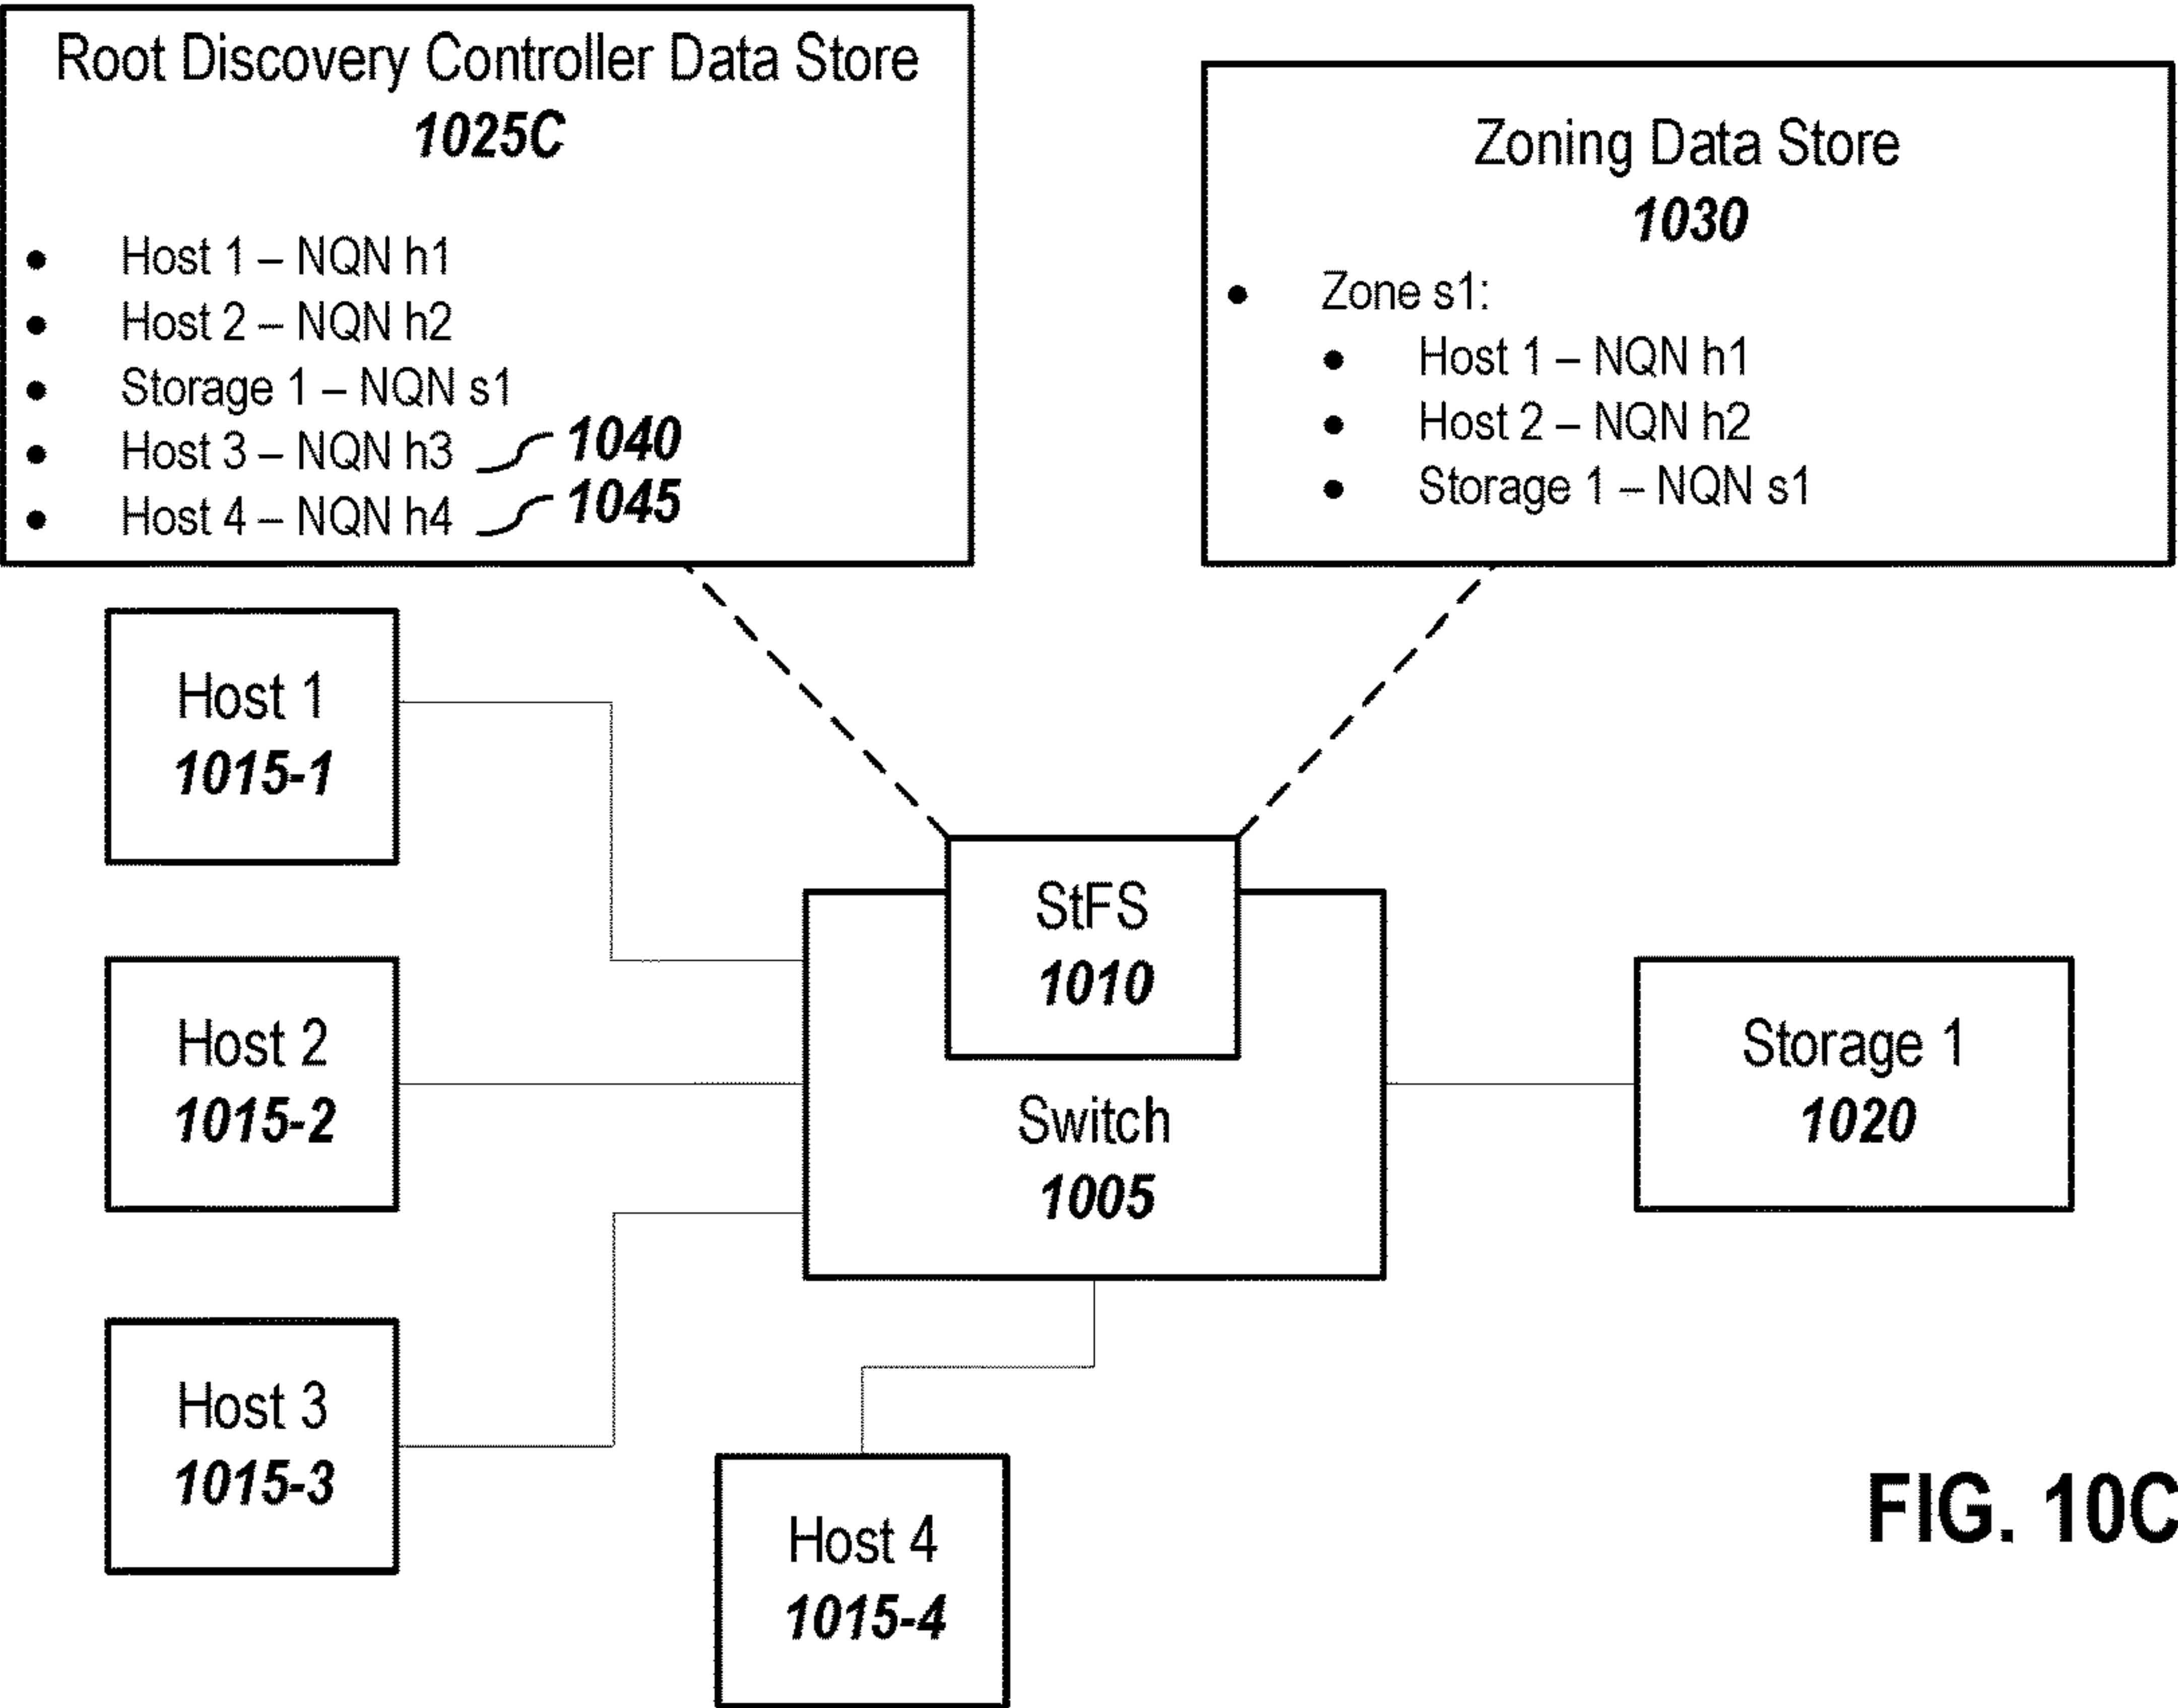 Root Discovery Controller Data Store
1025C
• Host 1 – NQN h1
• Host 2 – NQN h2
• Storage 1 – NQN s1
• Host 3 – NQN h3 1040
• Host 4 – NQN h4 1045
Zoning Data Store
1030
• Zone s1:
• Host 1 – NQN h1
• Host 2 – NQN h2
• Storage 1 – NQN s1
Host 1
1015-1
StFS
1010
Host 2
1015-2
Switch
1005
Storage 1
1020
Host 3
1015-3
Host 4
1015-4
FIG. 10C